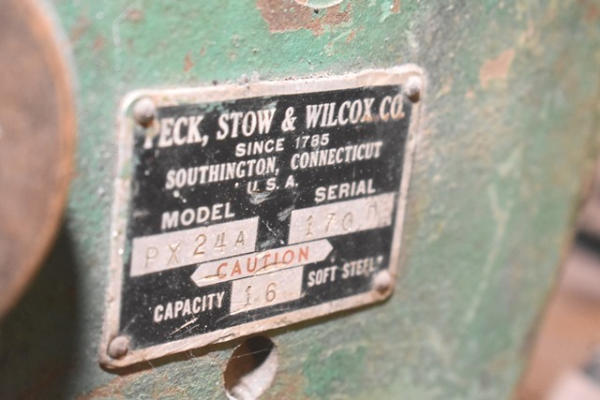 PECK, STOW & WILCOX CO.
SINCE 1785
SOUTHINGTON, CONNECTICUT
U.S.A.
MODEL SERIAL
PX 24A
CAUTION
CAPACITY 16 SOFT STEEL